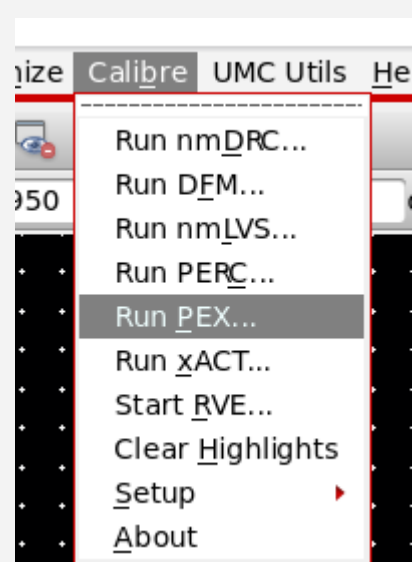 nize Calibre UMC Utils He
950
Run nmDRC...
Run DFM...
Run nmLVS...
Run PERC...
Run PEX...
Run xACT...
Start RVE...
Clear Highlights
Setup
About